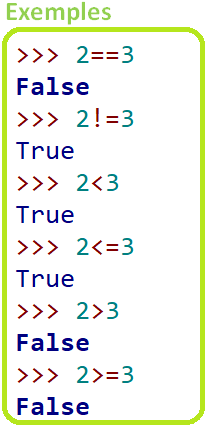 Exemples
>>> 2==3
False
>>> 2!=3
True
>>> 2<3
True
>>> 2<=3
True
>>> 2>3
False
>>> 2>=3
False